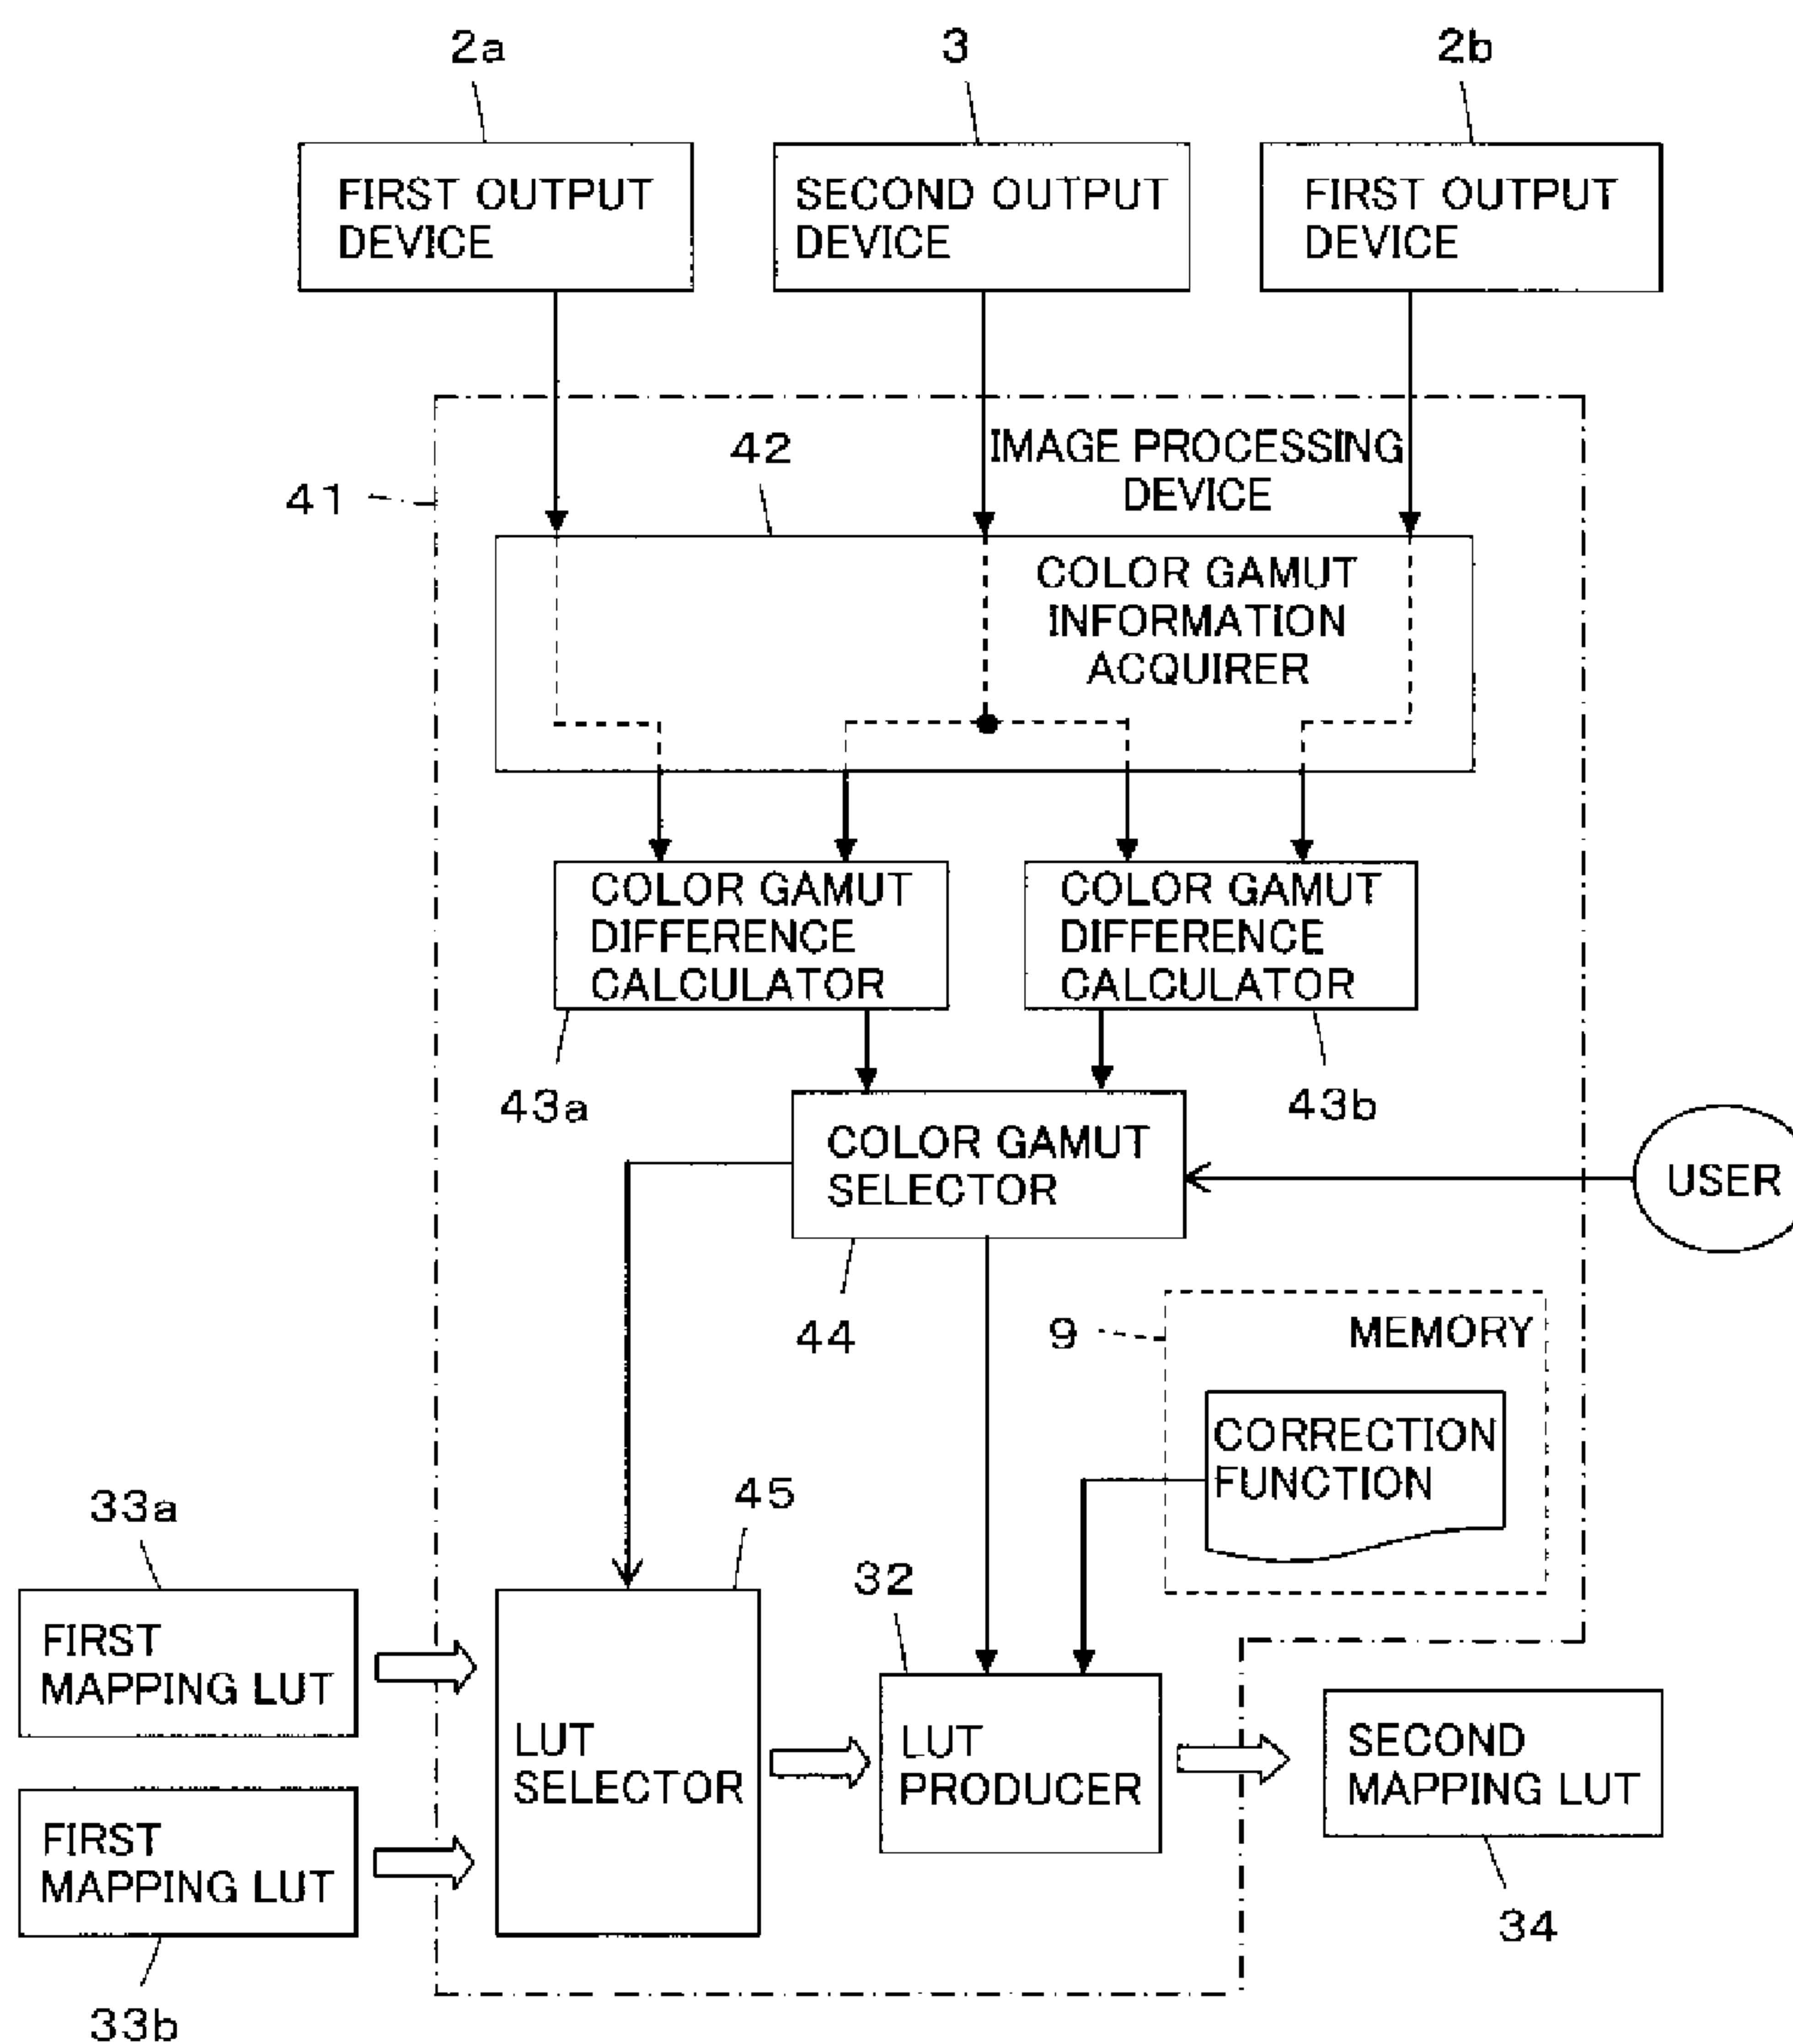 2a
3
2b
FIRST OUTPUT
DEVICE
SECOND OUTPUT
DEVICE
FIRST OUTPUT
DEVICE
42
IMAGE PROCESSING
DEVICE
41
COLOR GAMUT
INFORMATION
ACQUIRER
COLOR GAMUT
DIFFERENCE
CALCULATOR
COLOR GAMUT
DIFFERENCE
CALCULATOR
43a
43b
COLOR GAMUT
SELECTOR
USER
44
9
MEMORY
CORRECTION
FUNCTION
33a
45
32
FIRST
MAPPING LUT
LUT
SELECTOR
LUT
PRODUCER
SECOND
MAPPING LUT
FIRST
MAPPING LUT
34
33b